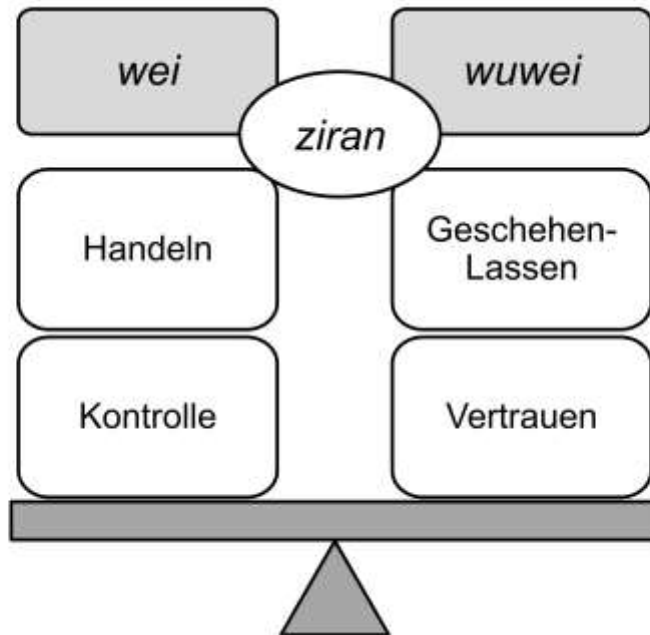 wei
wuwei
ziran
Handeln
Geschehen-
Lassen
Kontrolle
Vertrauen